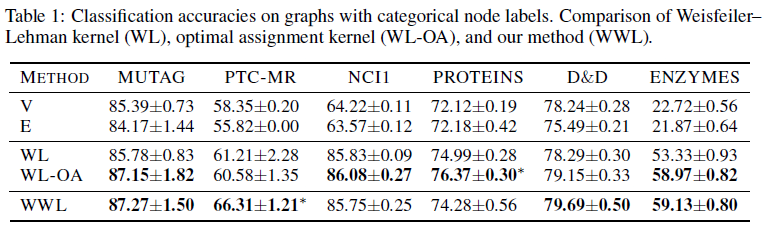 Table 1: Classification accuracies on graphs with categorical node labels. Comparison of Weisfeiler–
Lehman kernel (WL), optimal assignment kernel (WL-OA), and our method (WWL).
METHOD MUTAG PTC-MR NCI1 PROTEINS D&D ENZYMES
V 85.39±0.73 58.35±0.20 64.22±0.11 72.12±0.19 78.24±0.28 22.72±0.56
E 84.17±1.44 55.82±0.00 63.57±0.12 72.18±0.42 75.49±0.21 21.87±0.64
WL 85.78±0.83 61.21±2.28 85.83±0.09 74.99±0.28 78.29±0.30 53.33±0.93
WL-OA 87.15±1.82 60.58±1.35 86.08±0.27 76.37±0.30* 79.15±0.33 58.97±0.82
WWL 87.27±1.50 66.31±1.21* 85.75±0.25 74.28±0.56 79.69±0.50 59.13±0.80